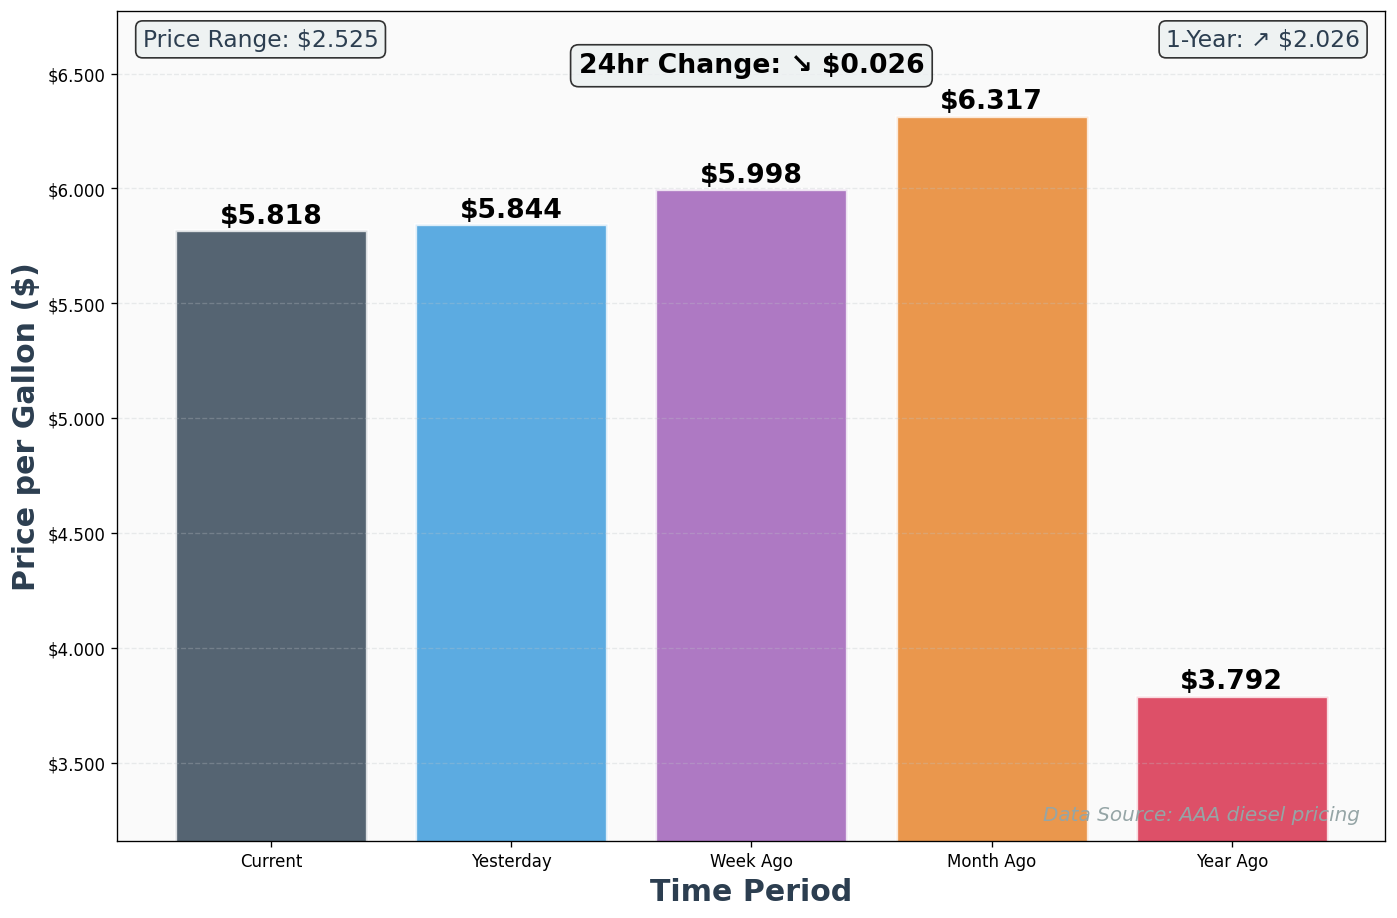 Price Range: $2.525
24hr Change: ↘ $0.026
1-Year: ↗ $2.026
Price per Gallon ($)
$6.500
$6.000
$5.500
$5.000
$4.500
$4.000
$3.500
$5.818
$5.844
$5.998
$6.317
$3.792
Data Source: AAA diesel pricing
Current
Yesterday
Week Ago
Month Ago
Year Ago
Time Period